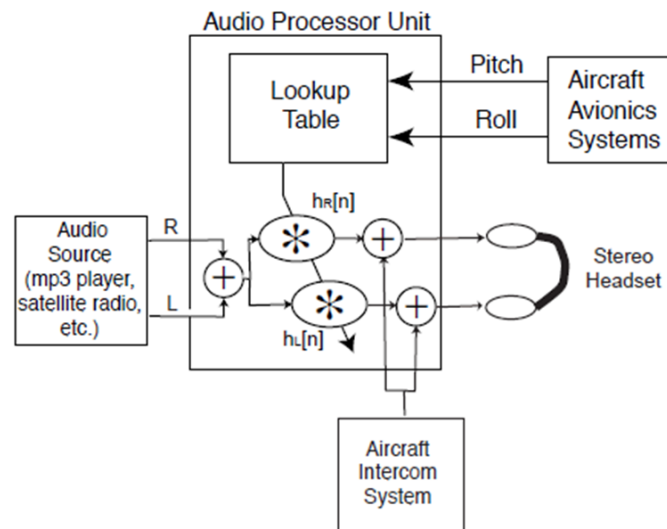 Audio Processor Unit
Lookup
Table
Pitch
Roll
Aircraft
Avionics
Systems
hR[n]
Audio
Source
(mp3 player,
satellite radio,
etc.)
R
L
+
*
+
*
+
hL[n]
Stereo
Headset
Aircraft
Intercom
System